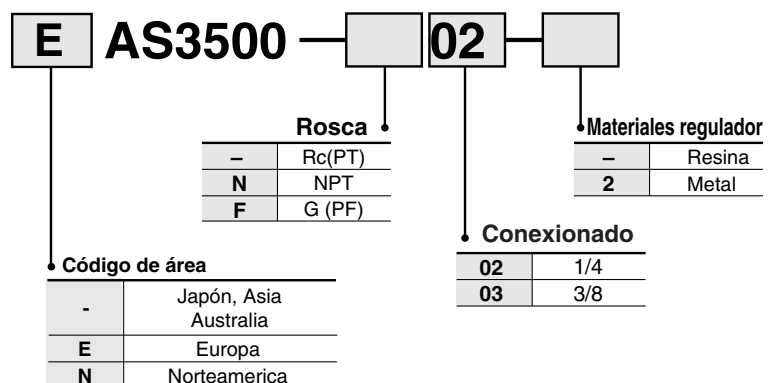 E AS3500 — 02 —
Rosca
– Rc(PT)
N NPT
F G (PF)
Materiales regulador
– Resina
2 Metal
Conexionado
02 1/4
03 3/8
Código de área
- Japón, Asia
Australia
E Europa
N Norteamerica